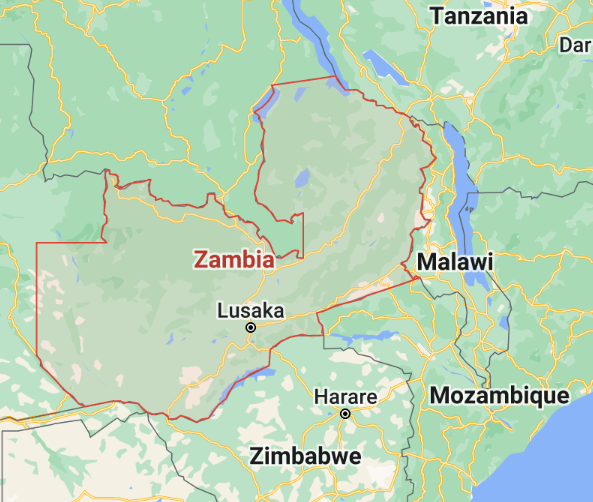 Tanzania
Dar
Zambia
Malawi
Lusaka
Harare
Mozambique
Zimbabwe